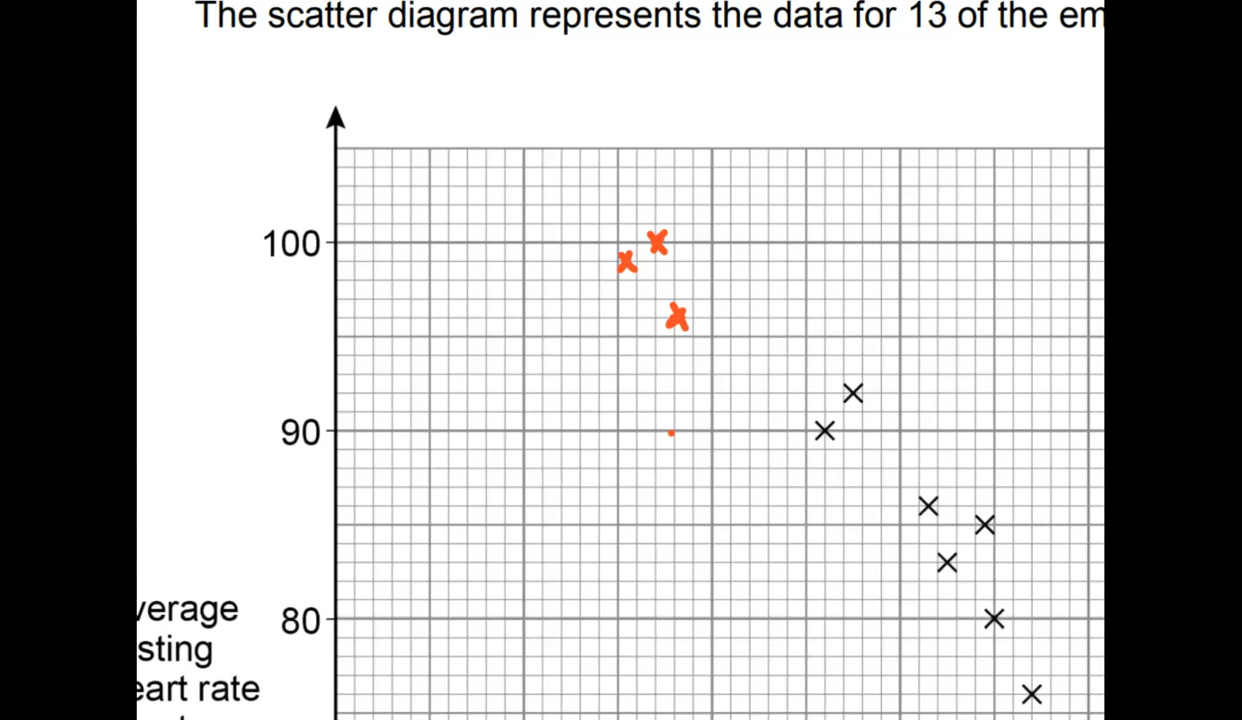 The scatter diagram represents the data for 13 of the em
100
90
80
verage
sting
eart rate